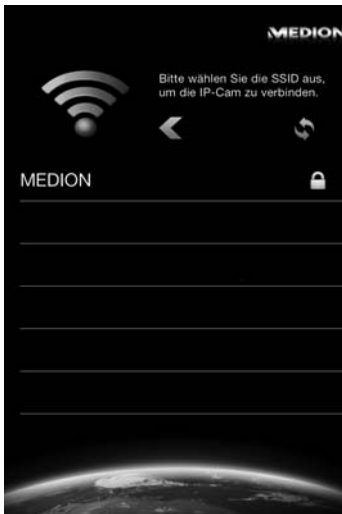 MEDION
Bitte wählen Sie die SSID aus,
um die IP-Cam zu verbinden.
MEDION